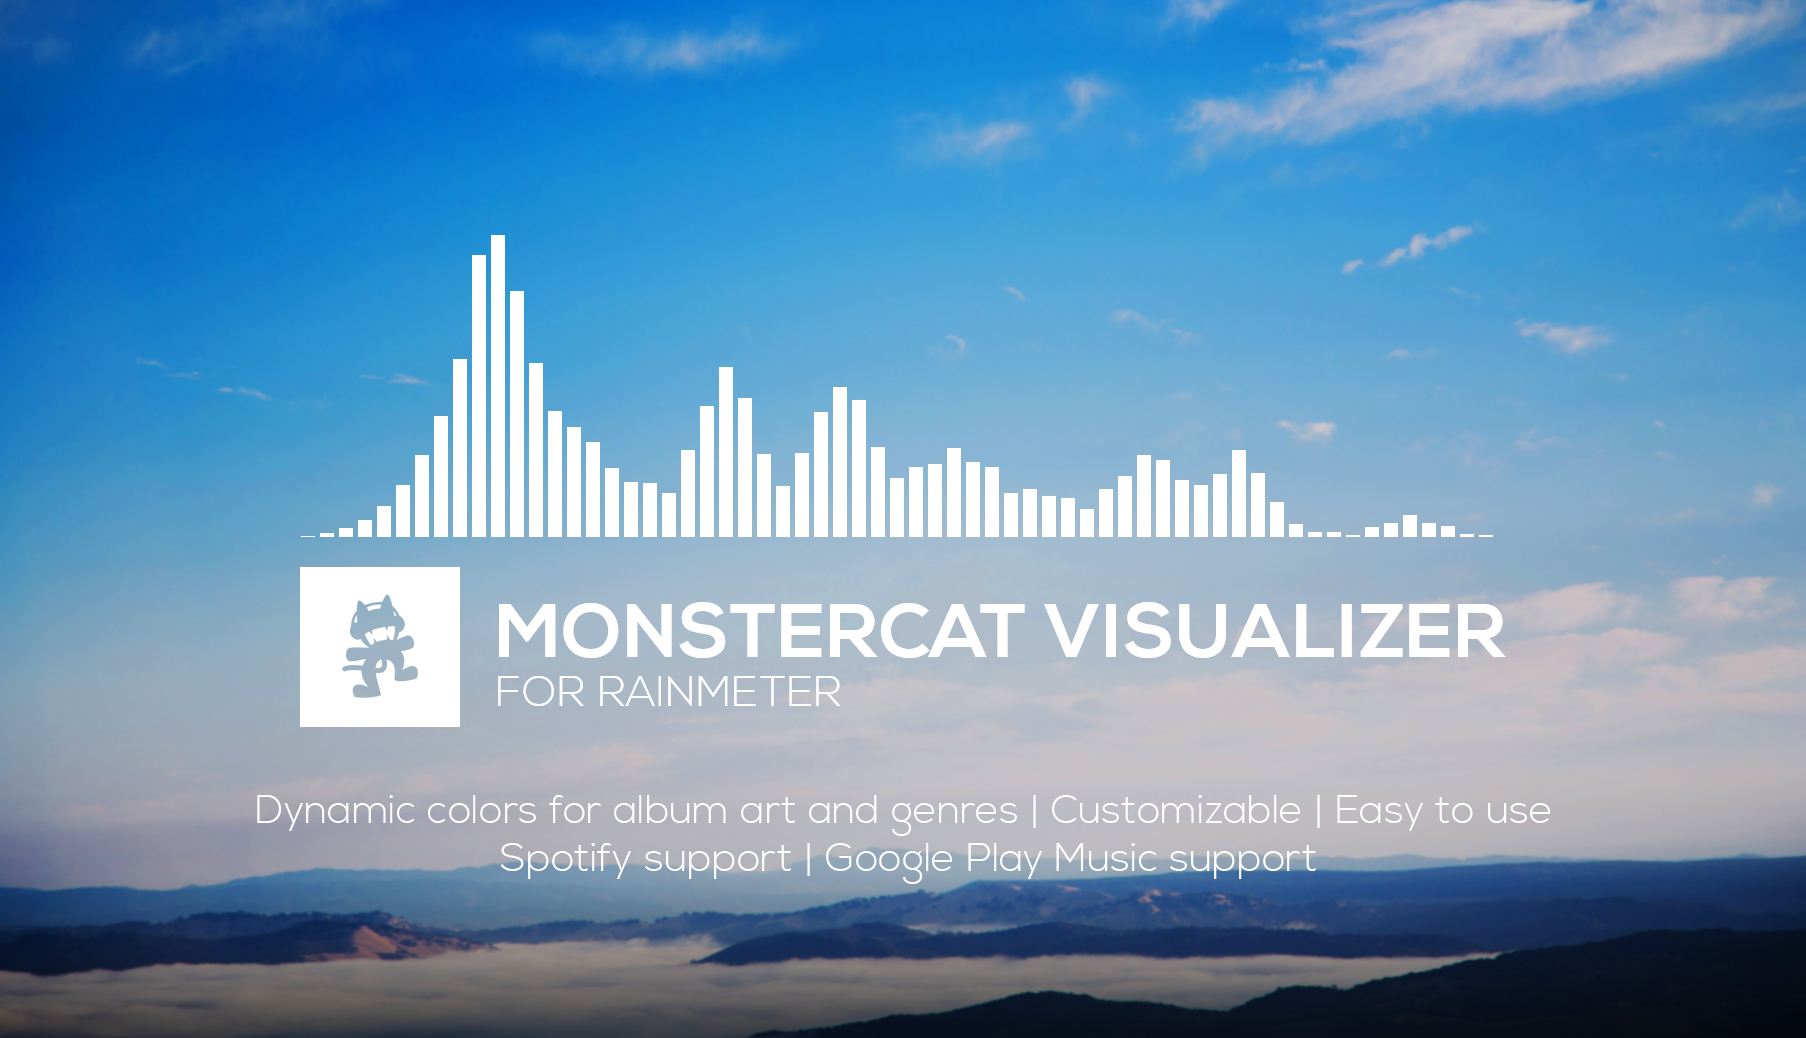 MONSTERCAT VISUALIZER
FOR RAINMETER
Dynamic colors for album art and genres | Customizable | Easy to use
Spotify support | Google Play Music support